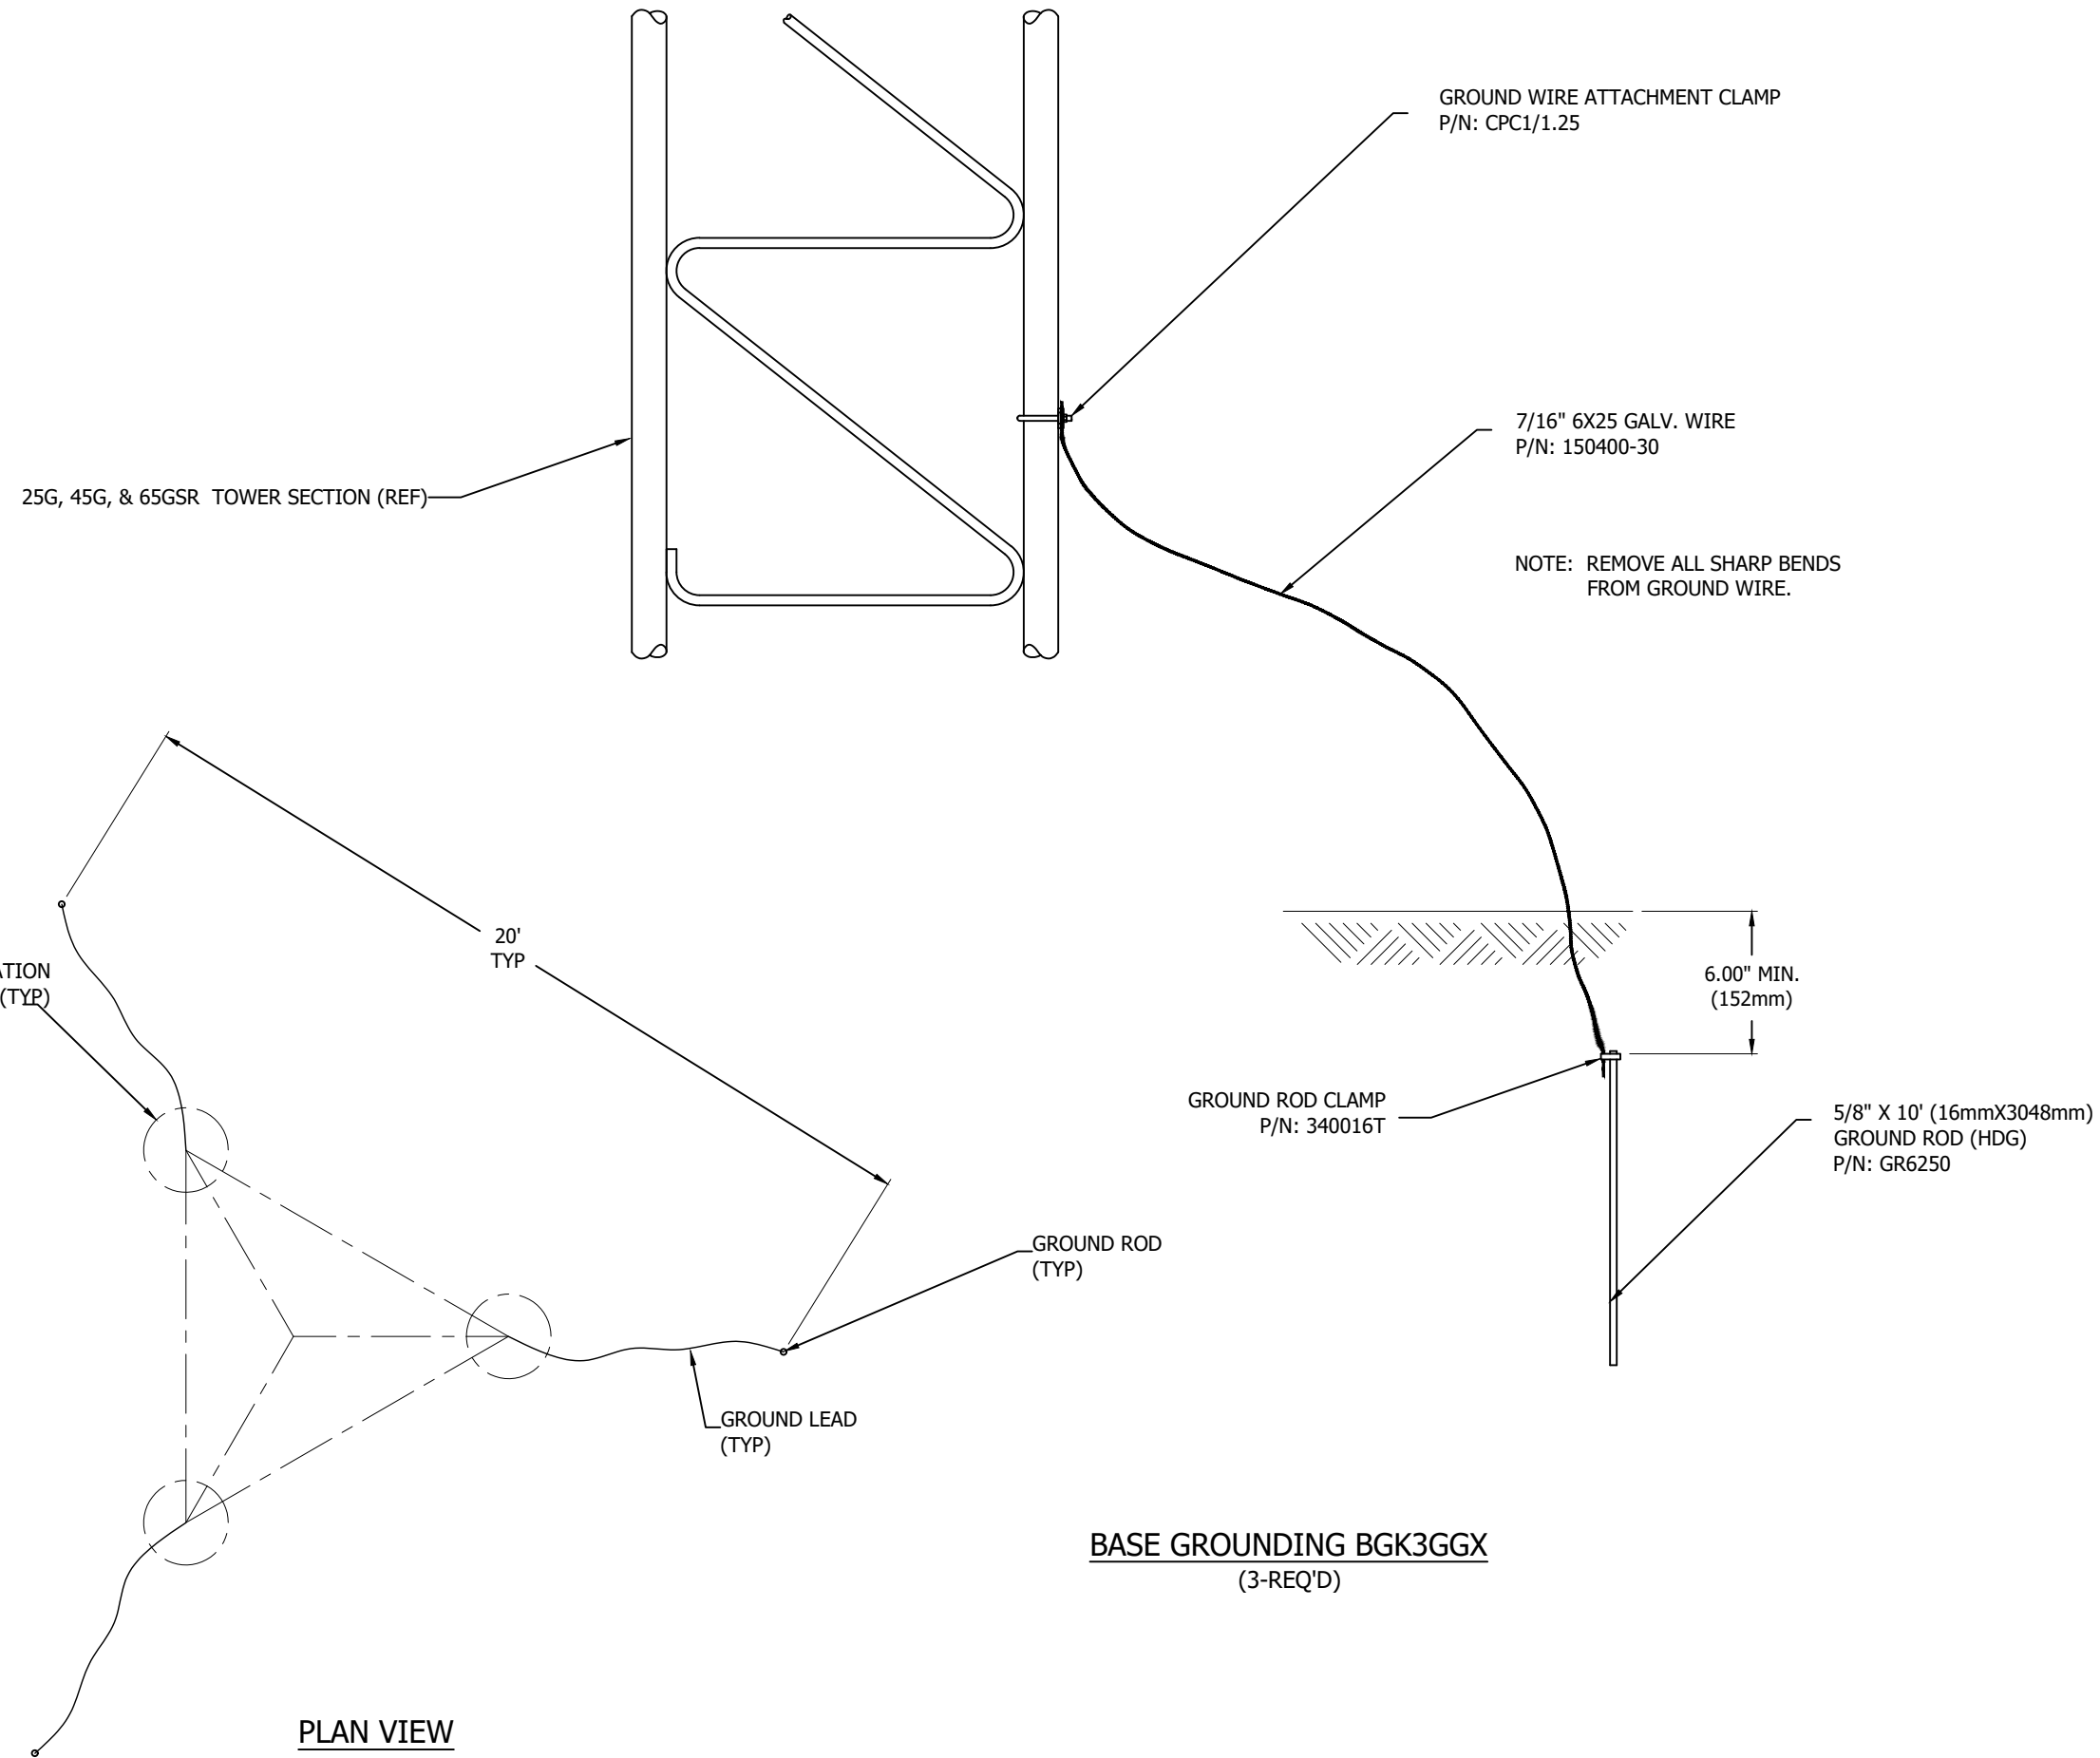 GROUND WIRE ATTACHMENT CLAMP
P/N: CPC1/1.25
7/16" 6X25 GALV. WIRE
P/N: 150400-30
25G, 45G, & 65GSR TOWER SECTION (REF)
NOTE: REMOVE ALL SHARP BENDS
FROM GROUND WIRE.
20'
TYP
(TYP)
6.00" MIN.
(152mm)
GROUND ROD CLAMP
P/N: 340016T
5/8" X 10' (16mmX3048mm)
GROUND ROD (HDG)
P/N: GR6250
GROUND ROD
(TYP)
GROUND LEAD
(TYP)
BASE GROUNDING BGK3GGX
(3-REQ'D)
PLAN VIEW